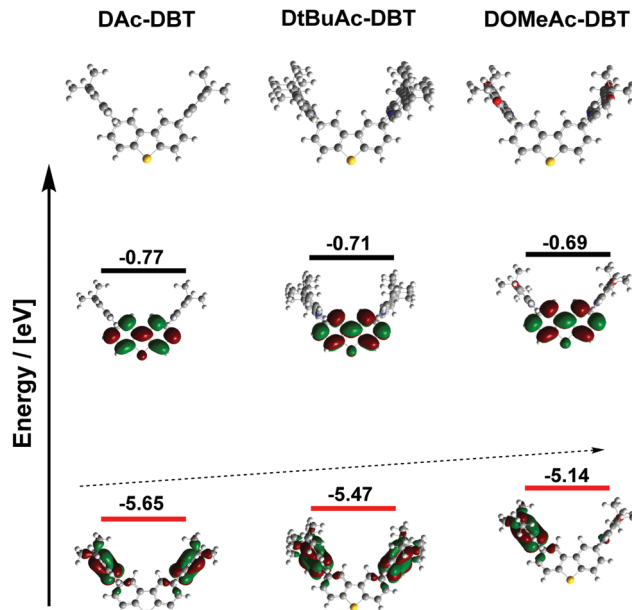 DAc-DBT
DtBuAc-DBT
DOMeAc-DBT
Energy / [eV]
-0.77
-0.71
-0.69
-5.65
-5.47
-5.14